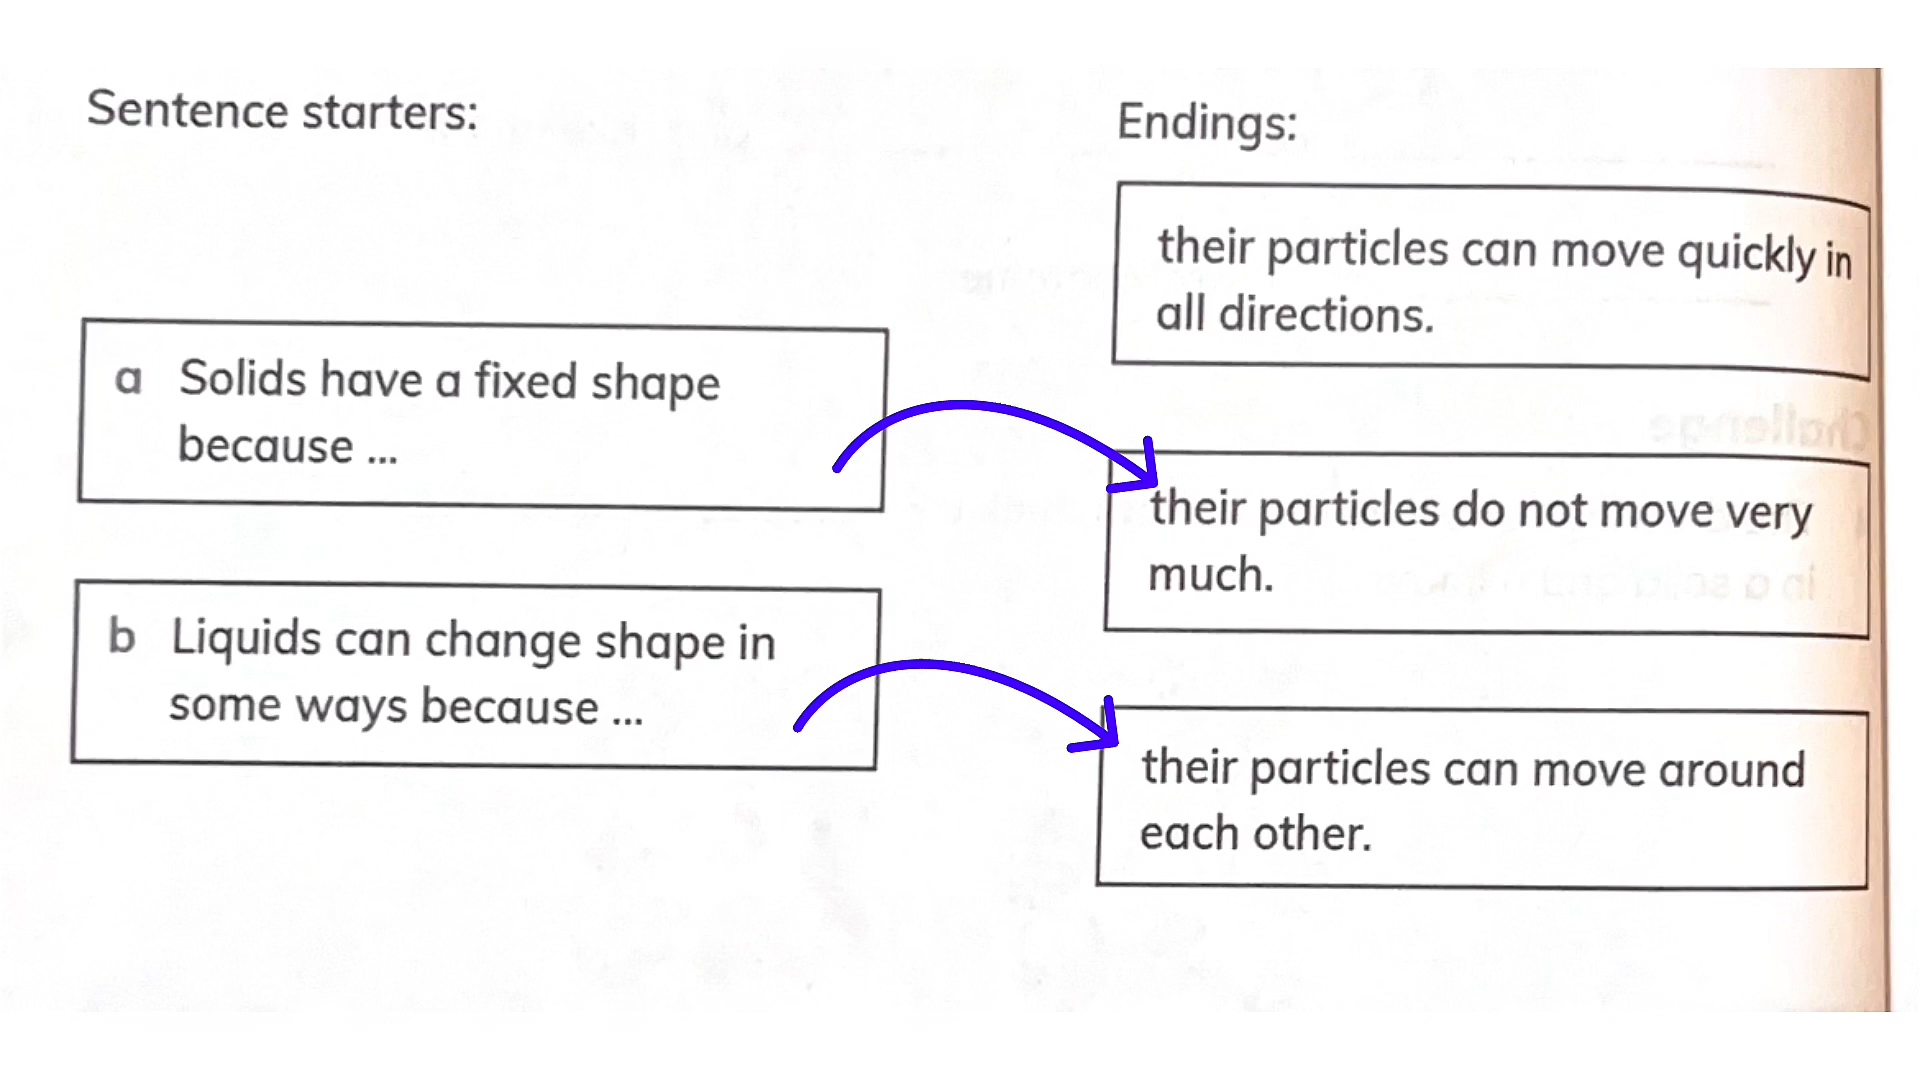 Sentence starters:
Endings:
their particles can move quickly in
all directions.
a Solids have a fixed shape
because ...
their particles do not move very
much.
b Liquids can change shape in
some ways because ...
their particles can move around
each other.